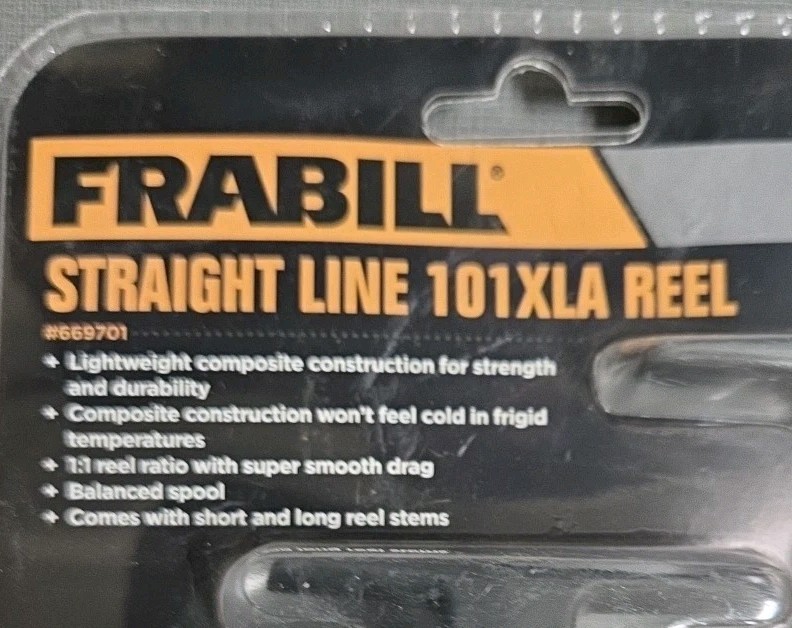 FRABILL®
STRAIGHT LINE 101XLA REEL
#669701
+ Lightweight composite construction for strength
and durability
+ Composite construction won't feel cold in frigid
temperatures
+ 1:1 reel ratio with super smooth drag
+ Balanced spool
+ Comes with short and long reel stems